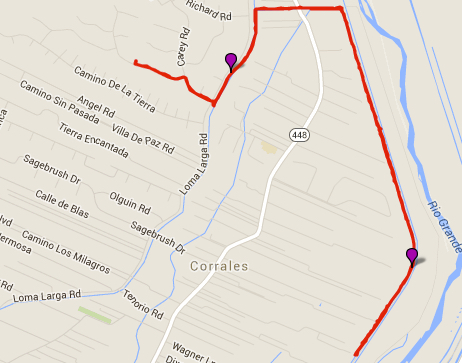 Richard Rd
Carey Rd
Camino De La Tierra
Camino Sin Pasada
Angel Rd
Villa De Paz Rd
Tierra Encantada
448
Loma Larga Rd
Sagebrush Dr
Olguin Rd
Calle de Blas
Rio Grande
Sagebrush Dr
Camino Los Milagros
Corrales
Loma Larga Rd
Tenorio Rd
Rd
Wagner L